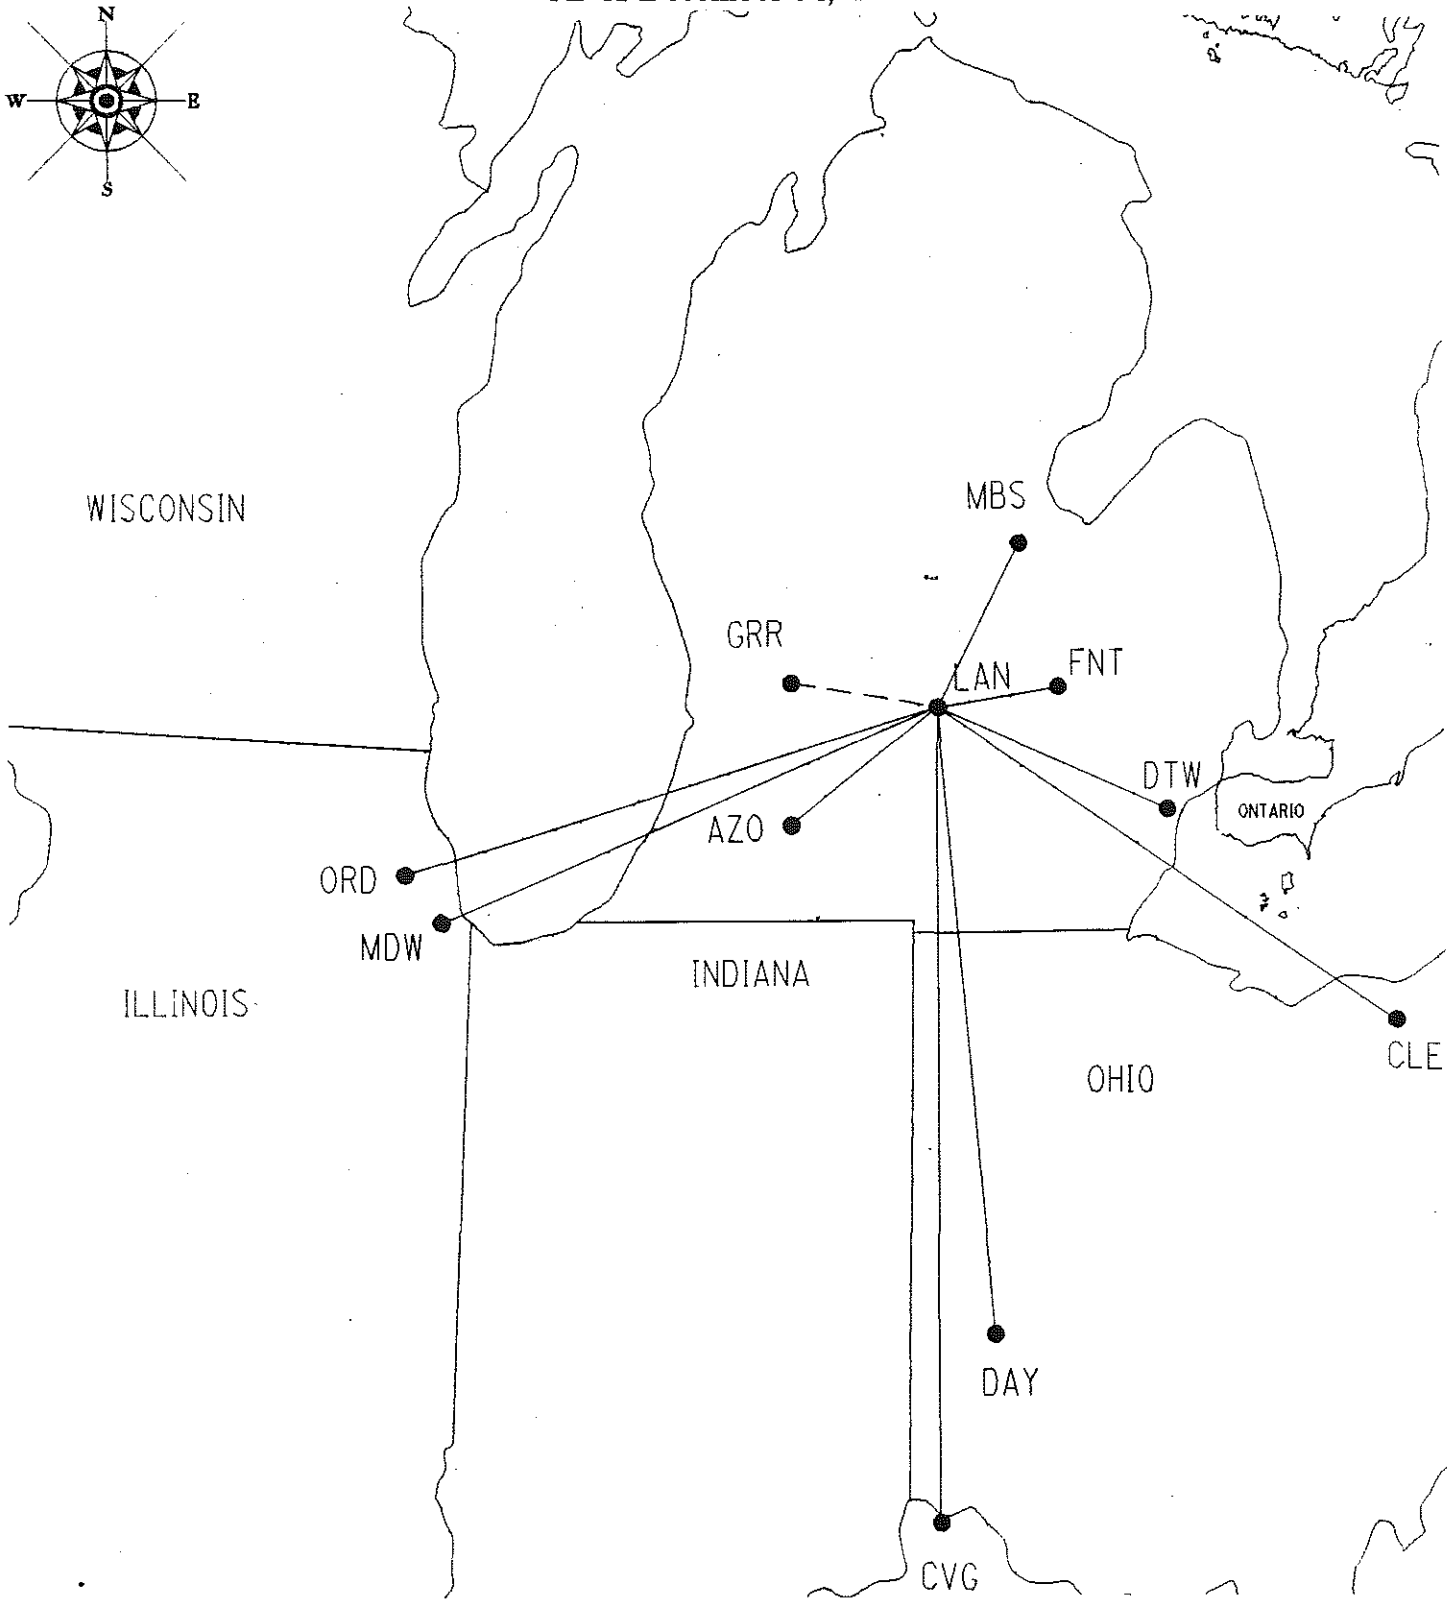 N
W E
S
WISCONSIN
MBS
GRR
LAN FNT
DTW
ONTARIO
AZO
ORD
MDW
INDIANA
ILLINOIS
CLE
OHIO
DAY
CVG